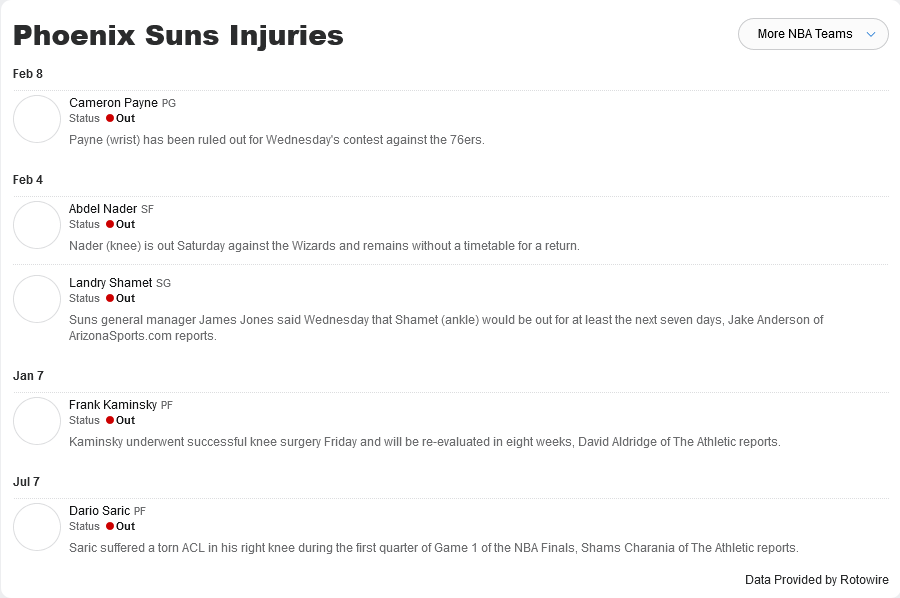 Phoenix Suns Injuries
More NBA Teams
Feb 8
Cameron Payne PG
Status Out
Payne (wrist) has been ruled out for Wednesday's contest against the 76ers.
Feb 4
Abdel Nader SF
Status Out
Nader (knee) is out Saturday against the Wizards and remains without a timetable for a return.
Landry Shamet SG
Status Out
Suns general manager James Jones said Wednesday that Shamet (ankle) would be out for at least the next seven days, Jake Anderson of
ArizonaSports.com reports.
Jan 7
Frank Kaminsky PF
Status Out
Kaminsky underwent successful knee surgery Friday and will be re-evaluated in eight weeks, David Aldridge of The Athletic reports.
Jul 7
Dario Saric PF
Status Out
Saric suffered a torn ACL in his right knee during the first quarter of Game 1 of the NBA Finals, Shams Charania of The Athletic reports.
Data Provided by Rotowire